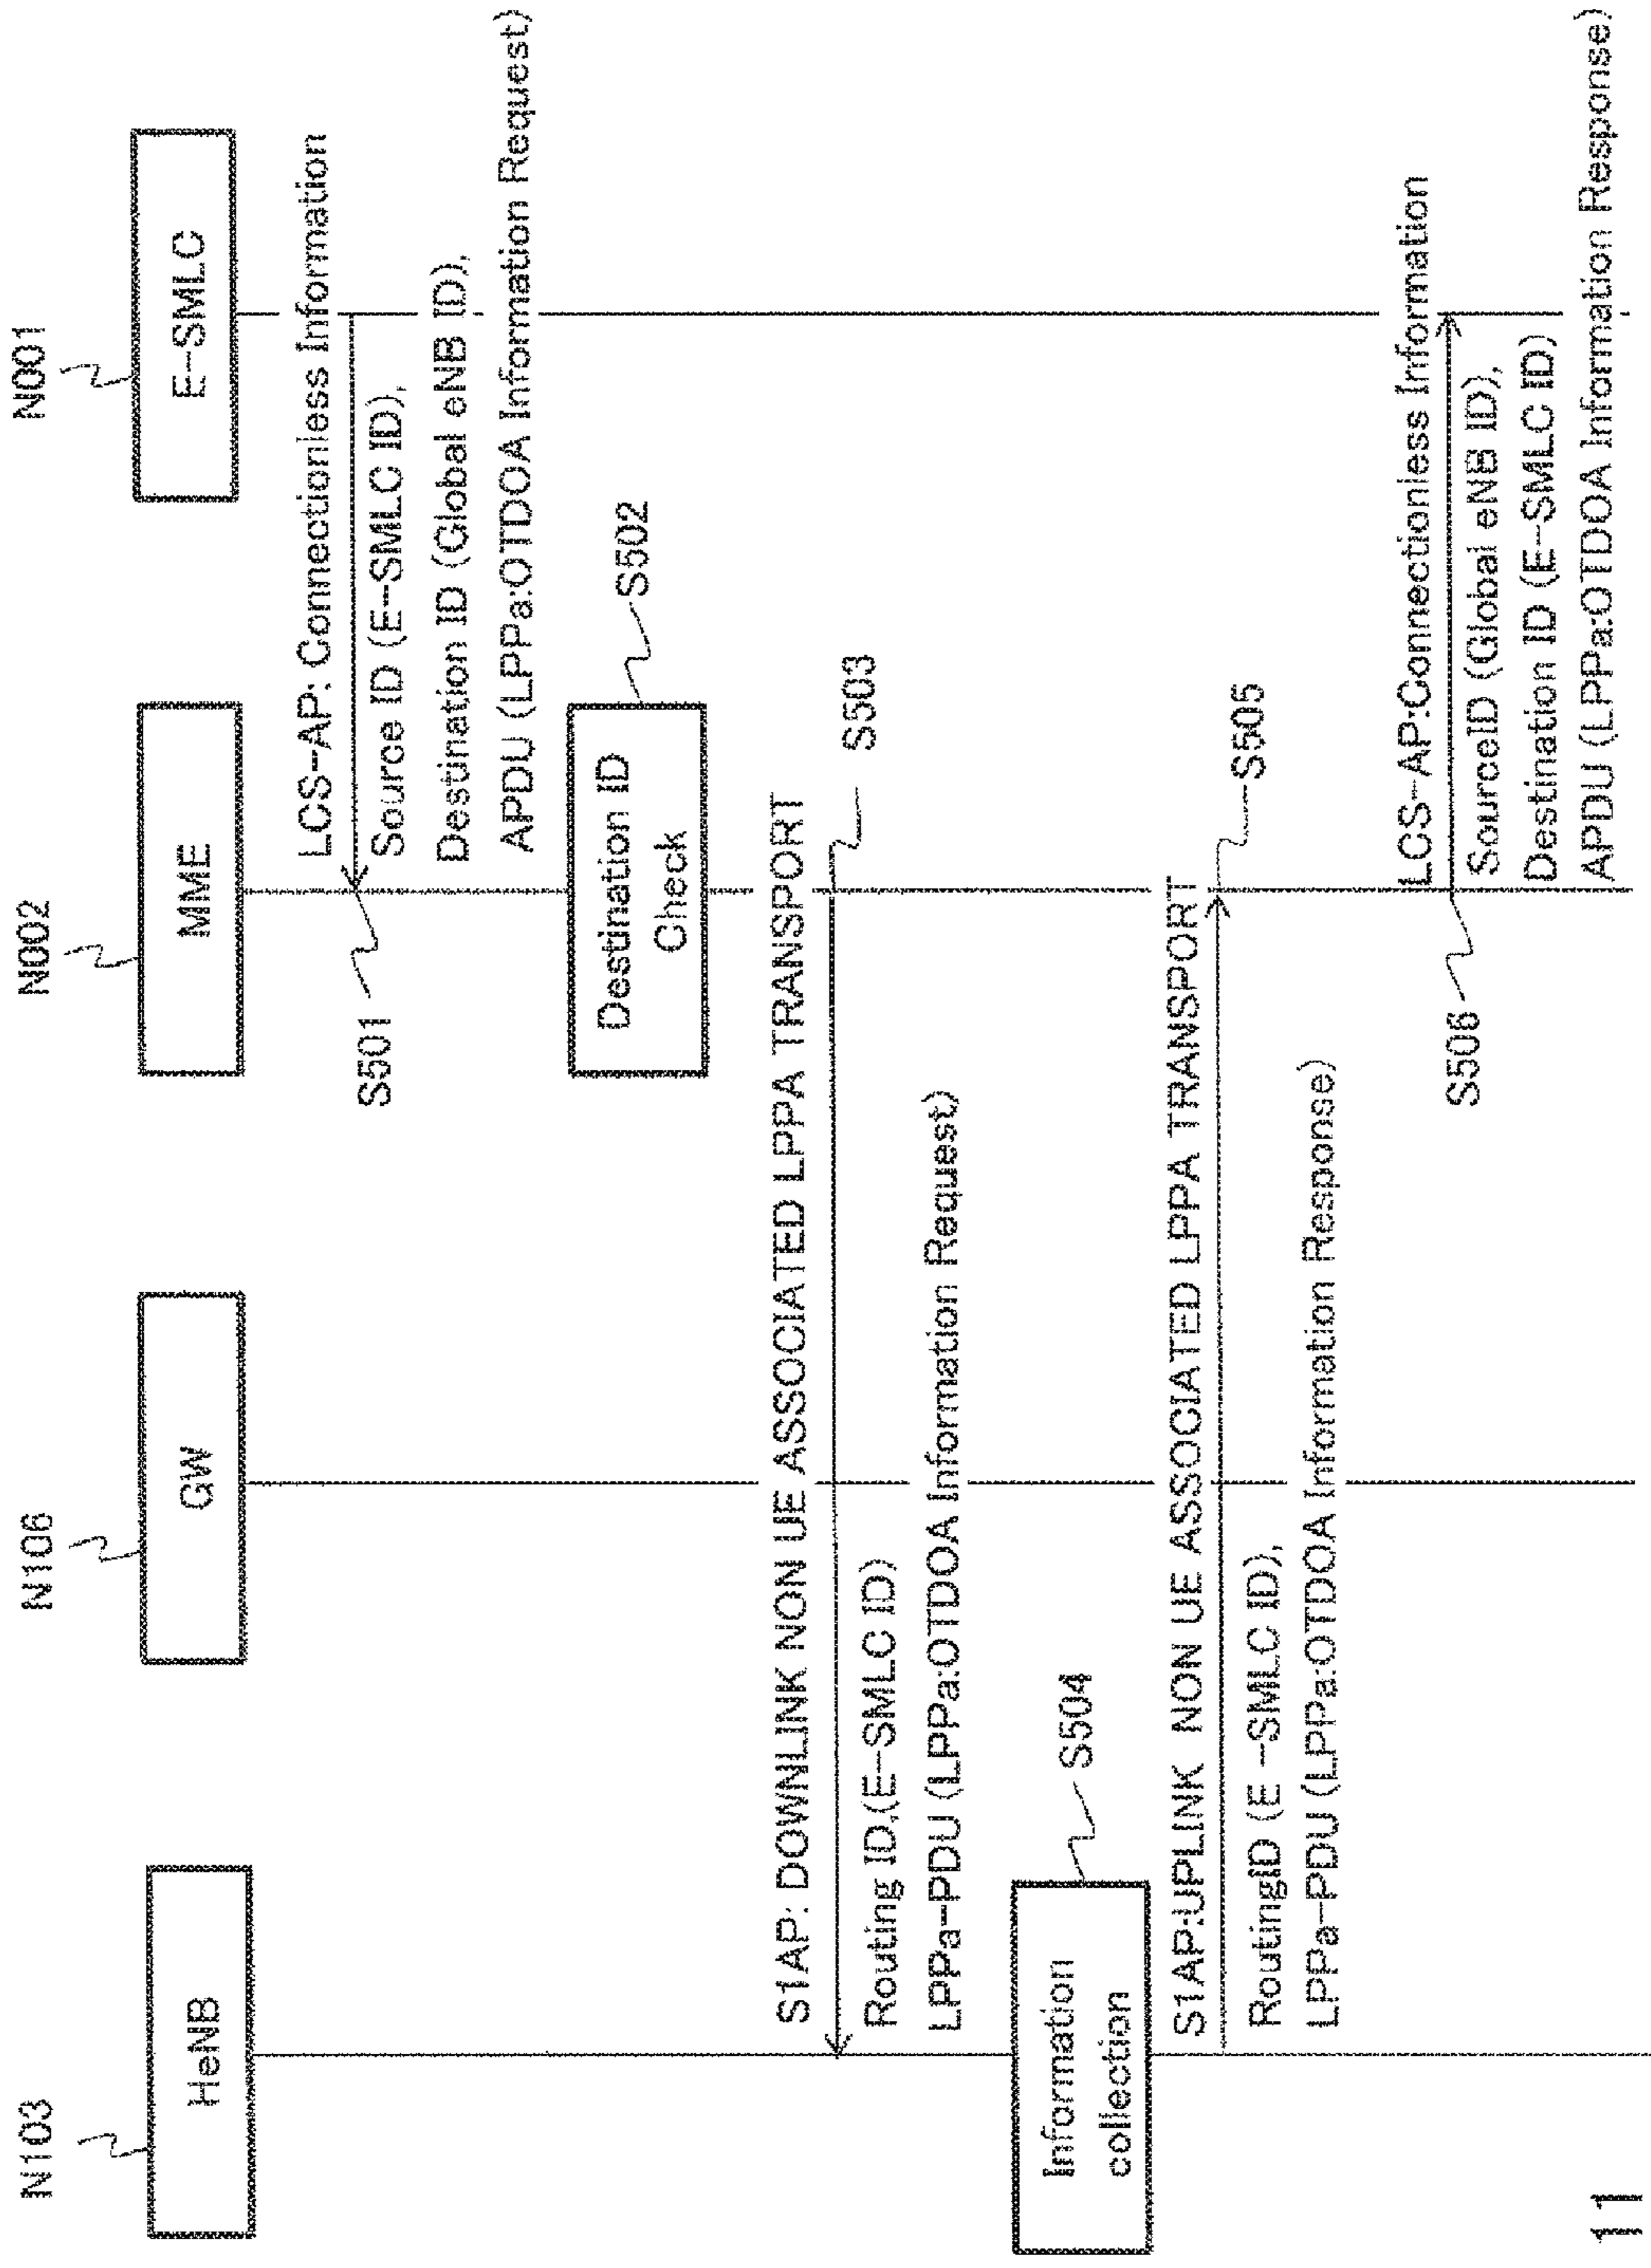 N103
N106
N002
N001
HeNB
GW
MME
E-SMLC
LCS-AP: Connectionless Information
S501
Source ID (E-SMLC ID),
Destination ID (Global eNB ID),
APDU (LPPa:OTDOA Information Request)
Destination ID
Check
S502
S1AP: DOWNLINK NON UE ASSOCIATED LPPA TRANSPORT
S503
Routing ID,(E-SMLC ID)
LPPa-PDU (LPPa:OTDOA Information Request)
Information
collection
S504
S1AP:UPLINK NON UE ASSOCIATED LPPA TRANSPORT
S505
RoutingID (E -SMLC ID),
LPPa-PDU (LPPa:OTDOA Information Response)
LCS-AP:Connectionless Information
S506
SourceID (Global eNB ID),
Destination ID (E-SMLC ID)
APDU (LPPa:OTDOA Information Response)
11